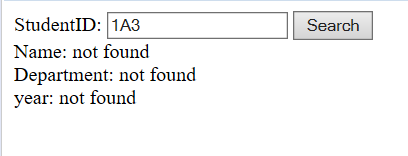 StudentID: 1A3 Search
Name: not found
Department: not found
year: not found